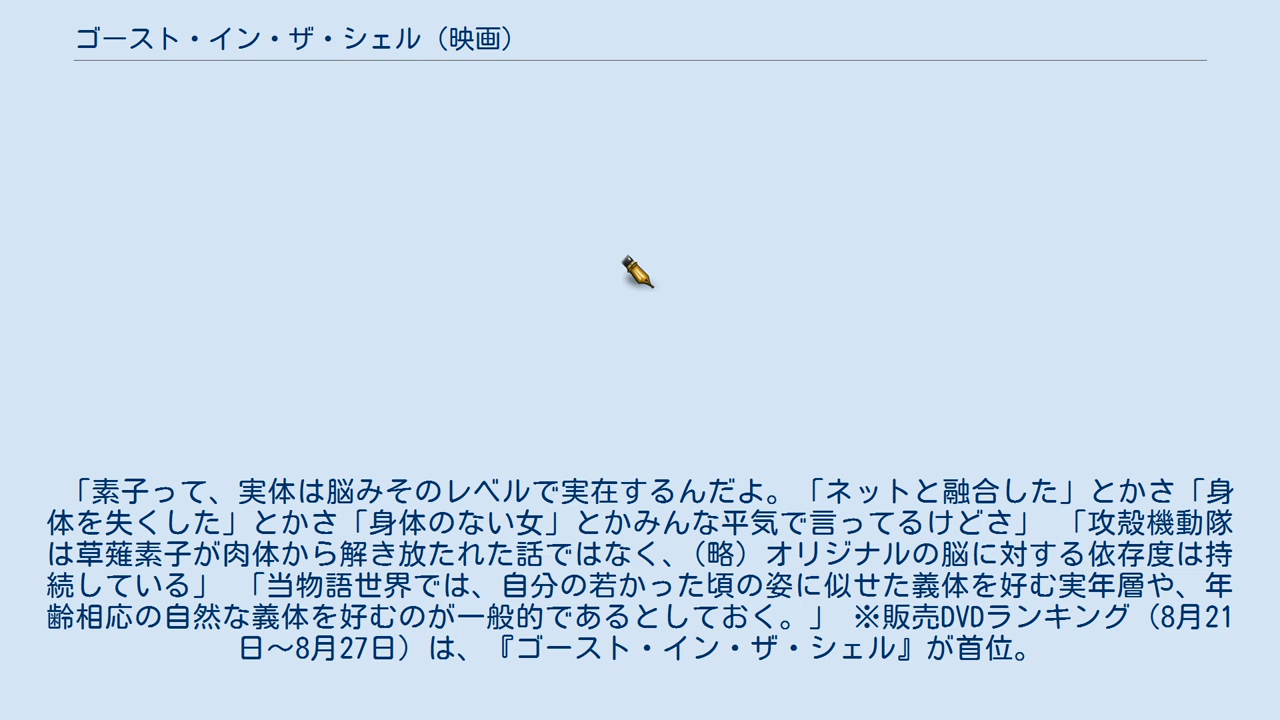 ゴースト・イン・ザ・シェル（映画）
「素子って、実体は脳みそのレベルで実在するんだよ。「ネットと融合した」とかさ「身
体を失くした」とかさ「身体のない女」とかみんな平気で言ってるけどさ」　「攻殻機動隊
は草薙素子が肉体から解き放たれた話ではなく、（略）オリジナルの脳に対する依存度は持
続している」　「当物語世界では、自分の若かった頃の姿に似せた義体を好む実年層や、年
齢相応の自然な義体を好むのが一般的であるとしておく。」　※販売DVDランキング（8月21
日～8月27日）は、『ゴースト・イン・ザ・シェル』が首位。